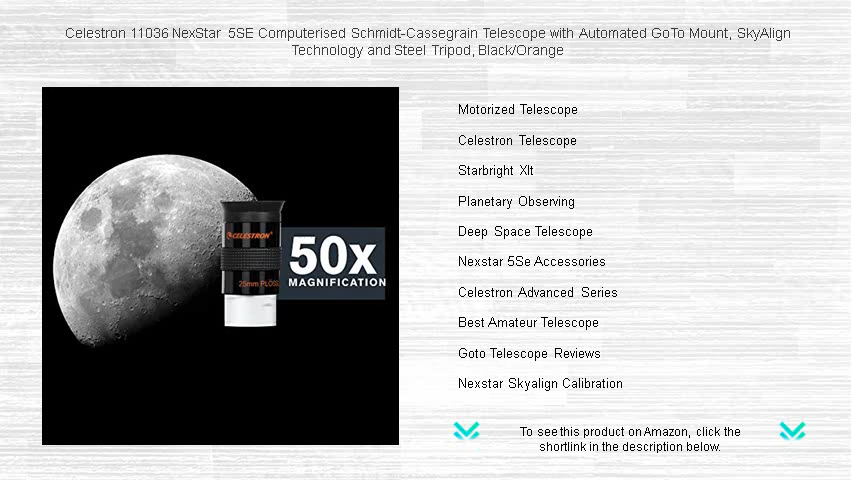 Celestron 11036 NexStar 5SE Computerised Schmidt-Cassegrain Telescope with Automated GoTo Mount, SkyAlign
Technology and Steel Tripod, Black/Orange
Motorized Telescope
Celestron Telescope
Starbright Xlt
Planetary Observing
Deep Space Telescope
Nexstar 5Se Accessories
Celestron Advanced Series
Best Amateur Telescope
Goto Telescope Reviews
Nexstar Skyalign Calibration
CELESTRON
25mm PLÖSSL
50x
MAGNIFICATION
To see this product on Amazon, click the
shortlink in the description below.